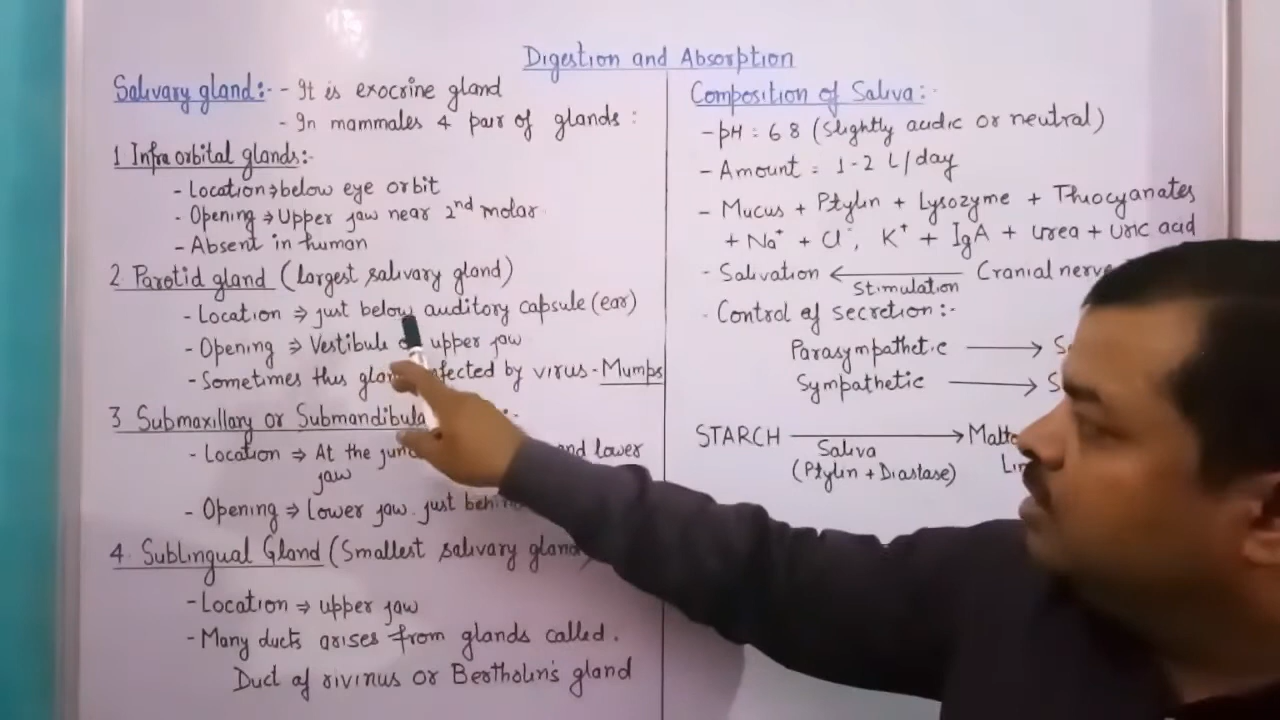 Digestion and Absorption
Salivary gland:- - It is exocrine gland
- In mammales 4 pair of glands :
1 Infra orbital glands:-
- Location ⇒ below eye orbit
- Opening ⇒ Upper jaw near 2nd molar
- Absent in human
2. Parotid gland (largest salivary gland)
- Location ⇒ just below auditory capsule (ear)
- Opening ⇒ Vestibule upper jaw
- Sometimes this by virus - Mumps
3 Submaxillary or
- Location ⇒ At the lower
jaw
- Opening ⇒ Lower jaw. just
4. Sublingual Gland (Smallest salivary gland)
- Location ⇒ upper jaw
- Many ducts arises from glands called.
Duct of rivinus or Bertholin's gland
Composition of Saliva:-
- pH = 6 8 (slightly acidic or neutral)
- Amount = 1-2 L/day
- Mucus + Ptylin + Lysozyme + Thiocyanates
+ Na+ + Cl-, K+ + IgA + urea + uric acid
- Salivation ← Cranial
Stimulation
- Control of secretion:-
Parasympathetic →
Sympathetic →
STARCH →
Saliva
(Ptylin + Diastase)